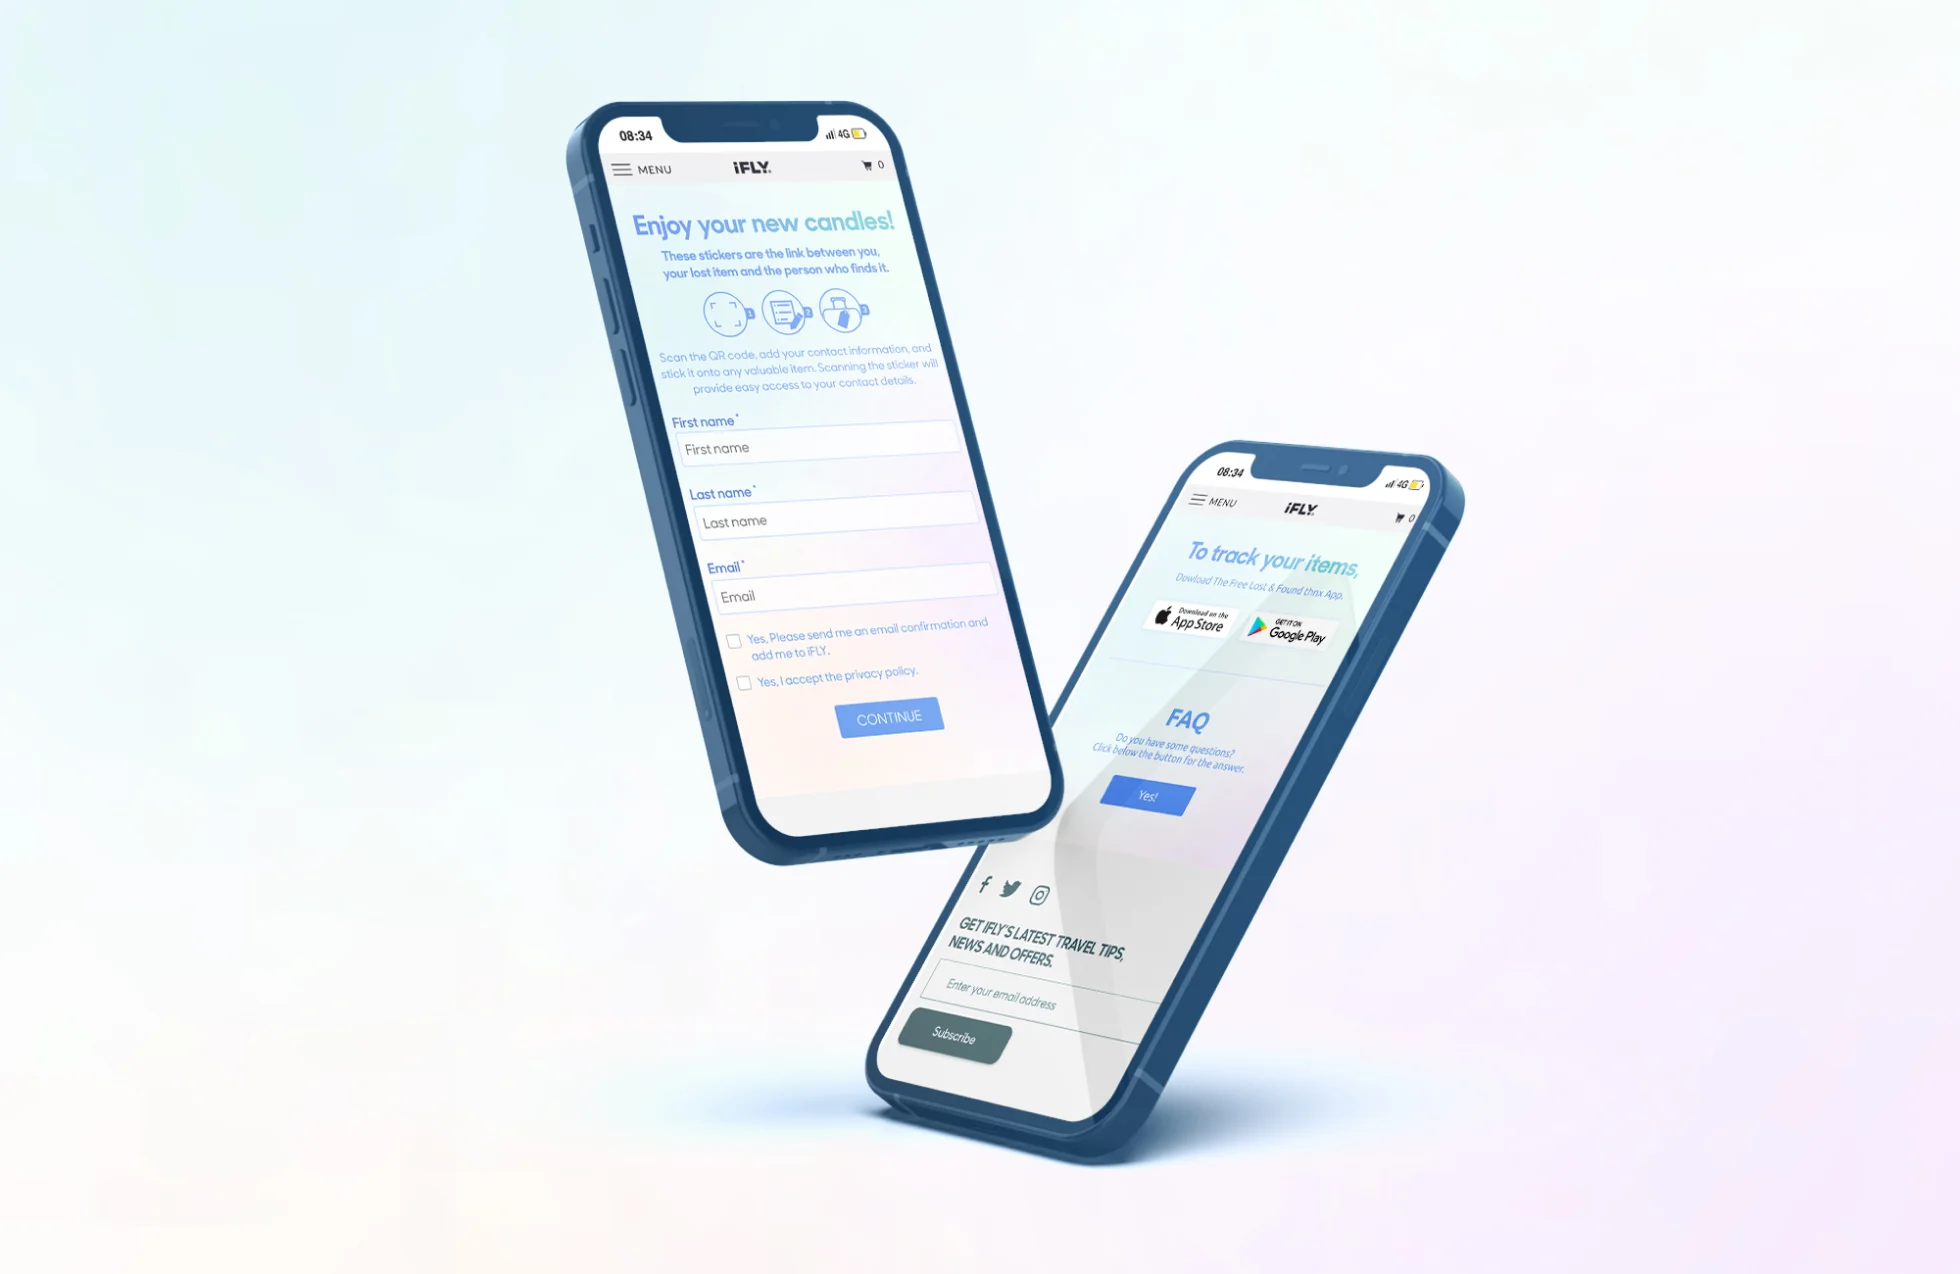 08:34
4G
MENU
iFLY.
0
Enjoy your new candles!
These stickers are the link between you,
your lost item and the person who finds it.
1
2
3
Scan the QR code, add your contact information, and
stick it onto any valuable item. Scanning the sticker will
provide easy access to your contact details.
First name*
First name
Last name*
Last name
Email*
Email
Yes, Please send me an email confirmation and
add me to iFLY.
Yes, I accept the privacy policy.
CONTINUE
08:34
4G
MENU
iFLY.
0
To track your items,
Dowload The Free Lost & Found thnx App.
Download on the
App Store
GET IT ON
Google Play
FAQ
Do you have some questions?
Click below the button for the answer.
Yes!
GET IFLY'S LATEST TRAVEL TIPS,
NEWS AND OFFERS.
Enter your email address
Subscribe